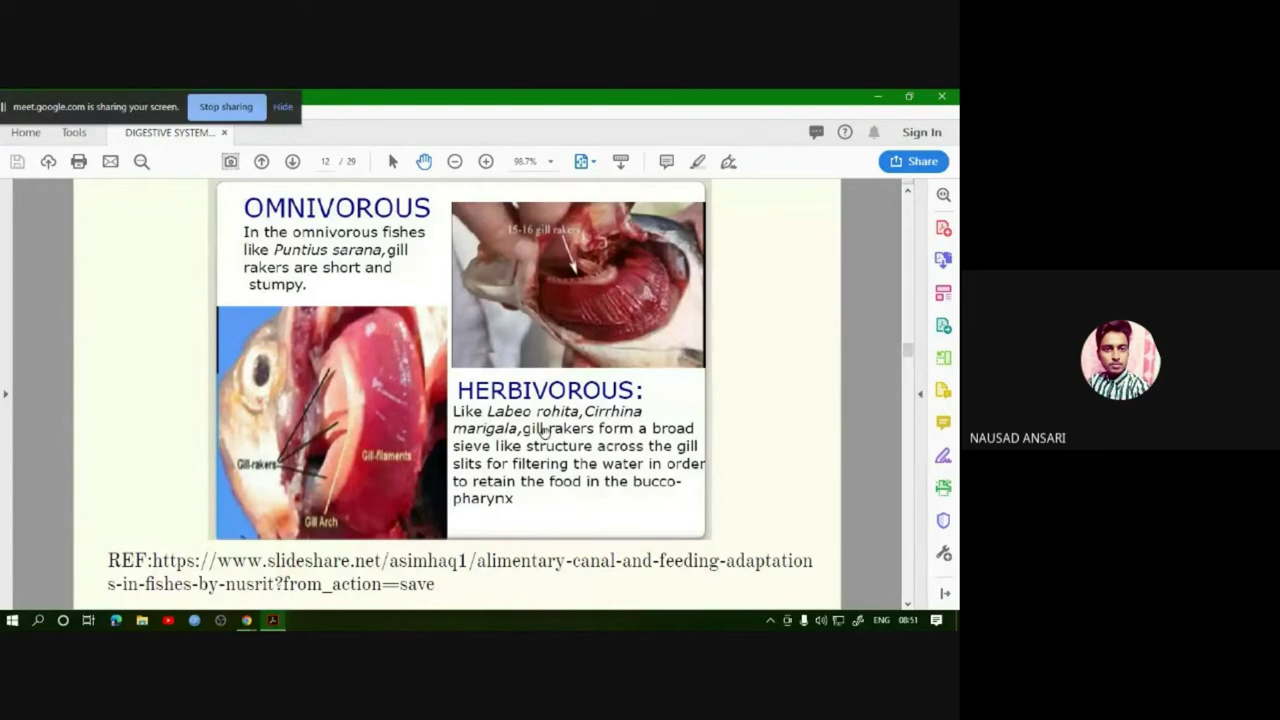 meet.google.com is sharing your screen. Stop sharing Hide
Home Tools DIGESTIVE SYSTEM... × Sign In
12 / 29 98.7% Share
OMNIVOROUS
In the omnivorous fishes
like Puntius sarana,gill
rakers are short and
stumpy.
15-16 gill rakers
Gill-rakers
Gill-filaments
Gill Arch
HERBIVOROUS:
Like Labeo rohita,Cirrhina
marigala,gill rakers form a broad
sieve like structure across the gill
slits for filtering the water in order
to retain the food in the bucco-
pharynx
REF:https://www.slideshare.net/asimhaq1/alimentary-canal-and-feeding-adaptation
s-in-fishes-by-nusrit?from_action=save
NAUSAD ANSARI
ENG 08:51